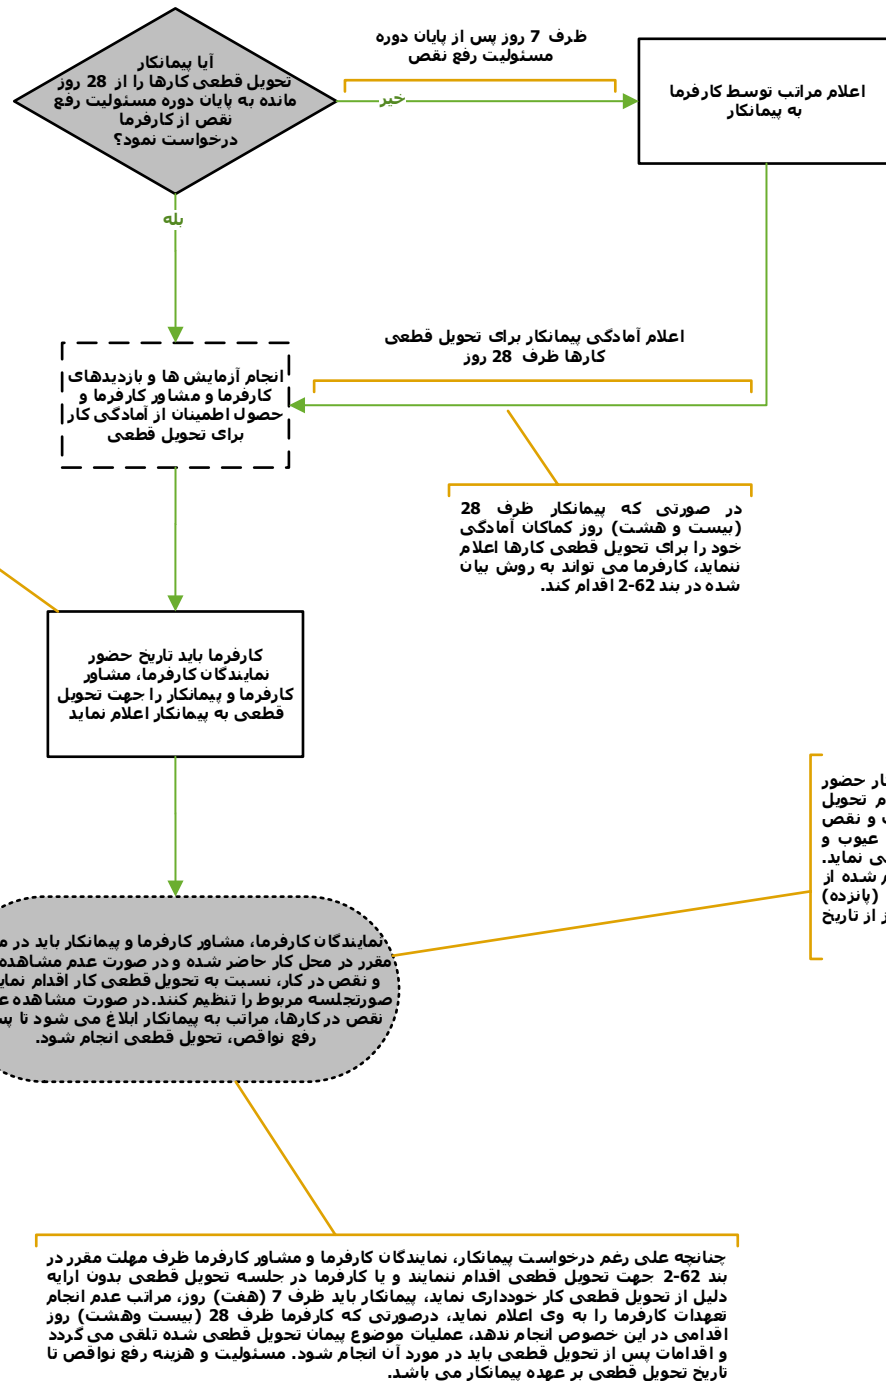 آیا پیمانکار
تحویل قطعی کارها را از 28 روز
مانده به پایان دوره مسئولیت رفع
نقص از کارفرما
درخواست نمود؟
ظرف 7 روز پس از پایان دوره
مسئولیت رفع نقص
خیر
اعلام مراتب توسط کارفرما
به پیمانکار
بله
اعلام آمادگی پیمانکار برای تحویل قطعی
کارها ظرف 28 روز
انجام آزمایش ها و بازدیدهای
کارفرما و مشاور کارفرما و
حصول اطمینان از آمادگی کار
برای تحویل قطعی
در صورتی که پیمانکار ظرف 28
(بیست و هشت) روز کماکان آمادگی
خود را برای تحویل قطعی کارها اعلام
ننماید، کارفرما می تواند به روش بیان
شده در بند 62-2 اقدام کند.
کارفرما باید تاریخ حضور
نمایندگان کارفرما، مشاور
کارفرما و پیمانکار را جهت تحویل
قطعی به پیمانکار اعلام نماید
حضور
تحویل
و نقص
عیوب و
نماید.
شده از
(پانزده)
از تاریخ
نمایندگان کارفرما، مشاور کارفرما و پیمانکار باید در
مقرر در محل کار حاضر شده و در صورت عدم مشاهده
و نقص در کار، نسبت به تحویل قطعی کار اقدام
صورتجلسه مربوط را تنظیم کنند.در صورت مشاهده
نقص در کارها، مراتب به پیمانکار ابلاغ می شود تا
رفع نواقص، تحویل قطعی انجام شود.
چنانچه علی رغم درخواست پیمانکار، نمایندگان کارفرما و مشاور کارفرما ظرف مهلت مقرر در
بند 62-2 جهت تحویل قطعی اقدام ننمایند و یا کارفرما در جلسه تحویل قطعی بدون ارایه
دلیل از تحویل قطعی کار خودداری نماید، پیمانکار باید ظرف 7 (هفت) روز، مراتب عدم انجام
تعهدات کارفرما را به وی اعلام نماید، درصورتی که کارفرما ظرف 28 (بیست وهشت) روز
اقدامی در این خصوص انجام ندهد، عملیات موضوع پیمان تحویل قطعی شده تلقی می گردد
و اقدامات پس از تحویل قطعی باید در مورد آن انجام شود. مسئولیت و هزینه رفع نواقص تا
تاریخ تحویل قطعی بر عهده پیمانکار می باشد.